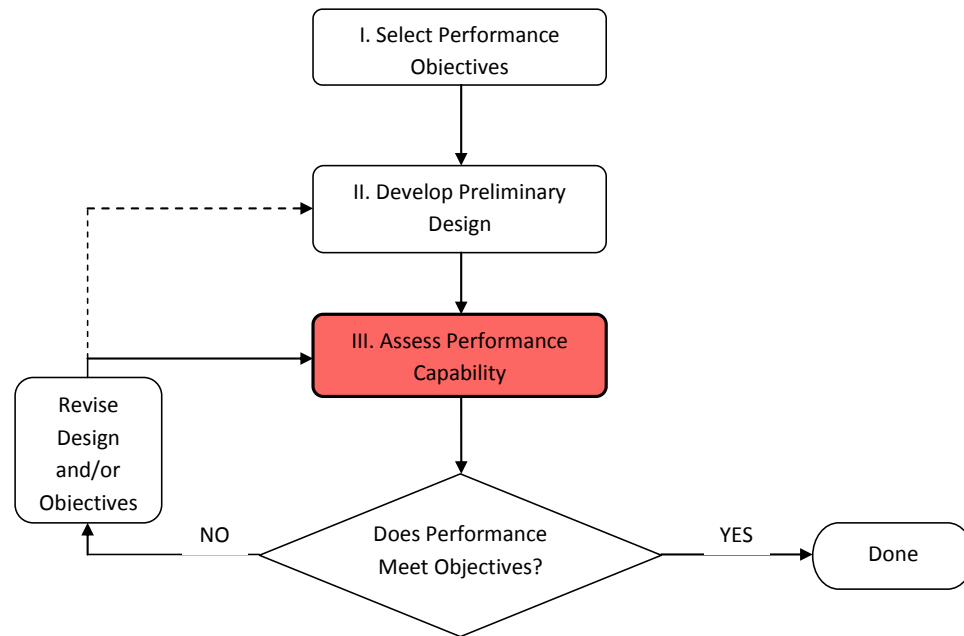 I. Select Performance
Objectives
II. Develop Preliminary
Design
III. Assess Performance
Capability
Revise
Design
and/or
Objectives
NO
Does Performance
Meet Objectives?
YES
Done